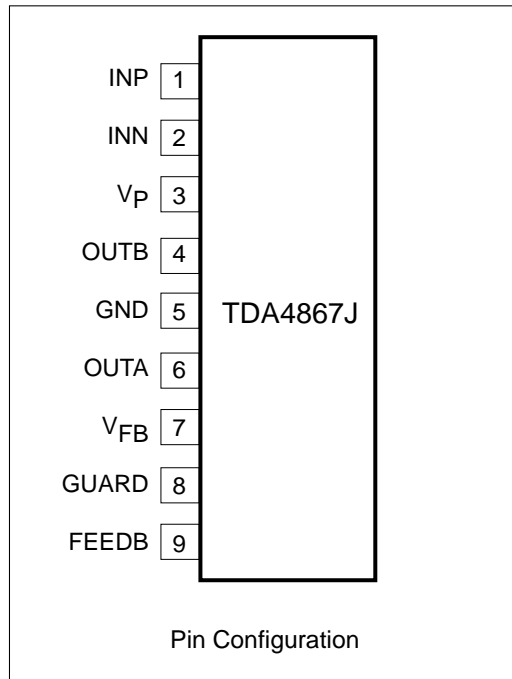 INP 1
INN 2
VP 3
OUTB 4
GND 5
TDA4867J
OUTA 6
VFB 7
GUARD 8
FEEDB 9
Pin Configuration